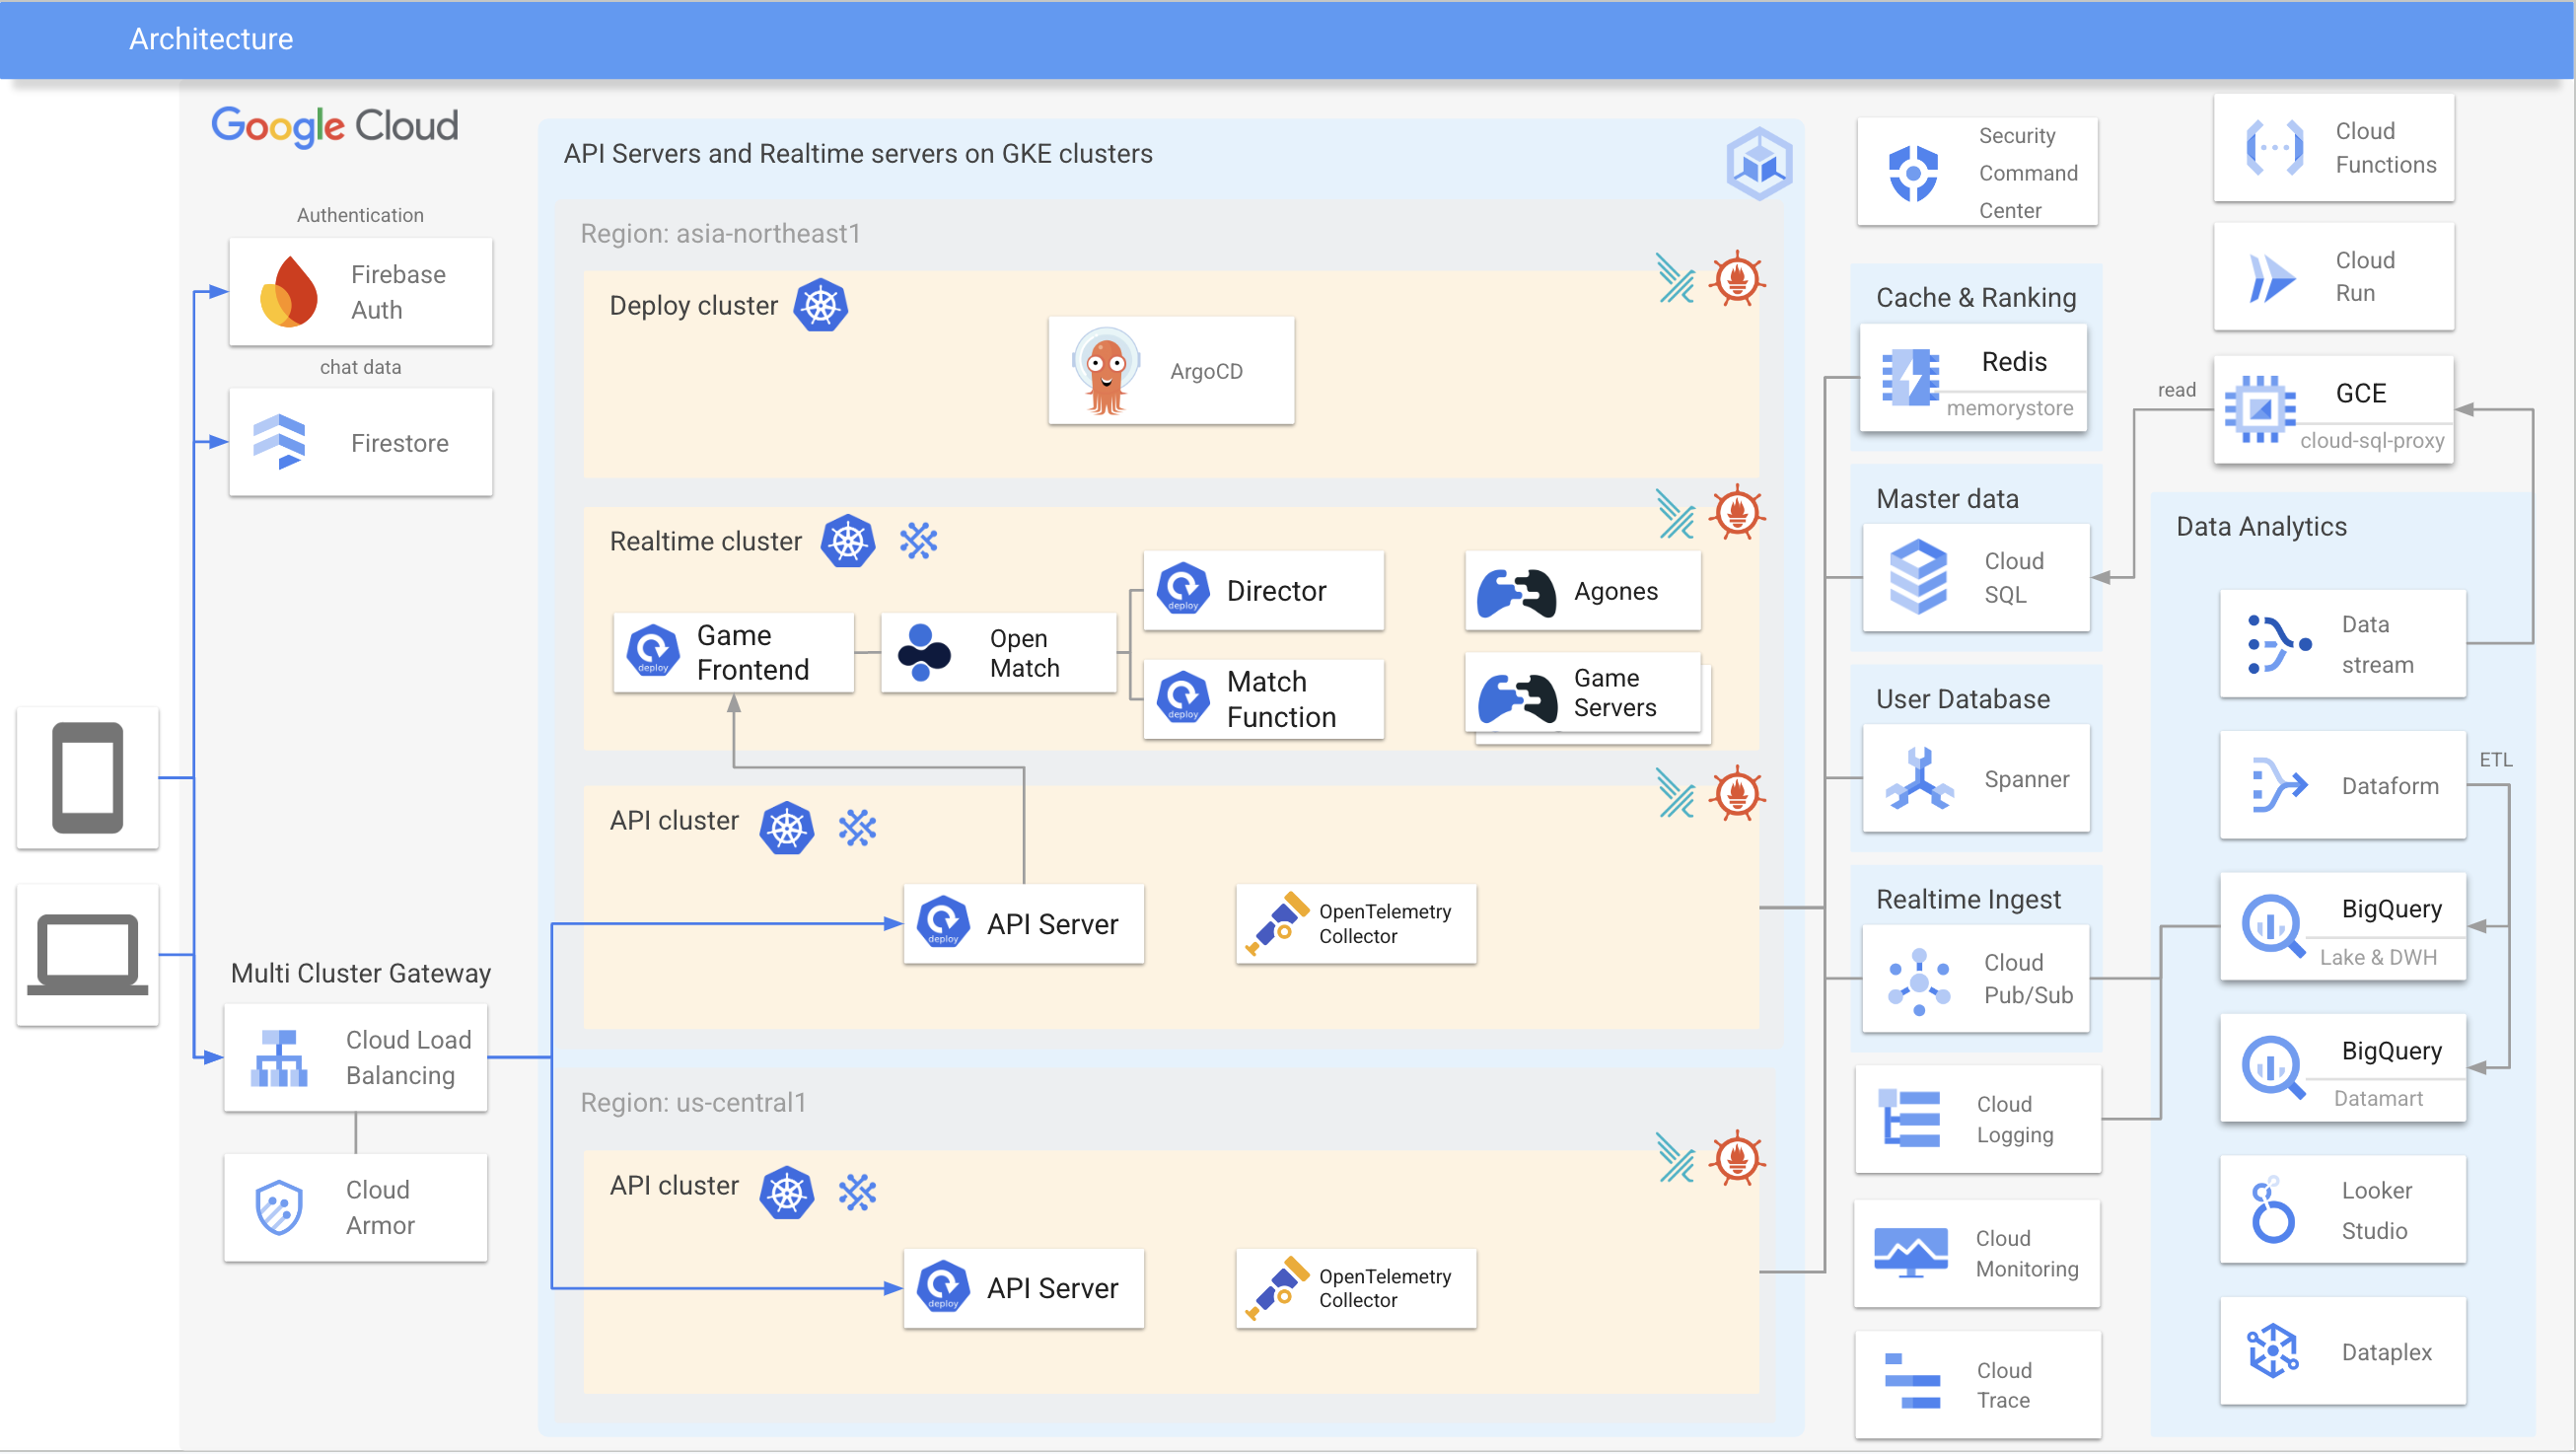 Architecture
Google Cloud
Authentication
Firebase
Auth
chat data
Firestore
Multi Cluster Gateway
Cloud Load
Balancing
Cloud
Armor
API Servers and Realtime servers on GKE clusters
Region: asia-northeast1
Deploy cluster
ArgoCD
Realtime cluster
deploy
Game
Frontend
Open
Match
deploy
Director
deploy
Match
Function
Agones
Game
Servers
API cluster
deploy
API Server
OpenTelemetry
Collector
Region: us-central1
API cluster
deploy
API Server
OpenTelemetry
Collector
Security
Command
Center
Cache & Ranking
Redis
memorystore
Master data
Cloud
SQL
User Database
Spanner
Realtime Ingest
Cloud
Pub/Sub
Cloud
Logging
Cloud
Monitoring
Cloud
Trace
Cloud
Functions
Cloud
Run
read
GCE
cloud-sql-proxy
Data Analytics
Data
stream
ETL
Dataform
BigQuery
Lake & DWH
BigQuery
Datamart
Looker
Studio
Dataplex